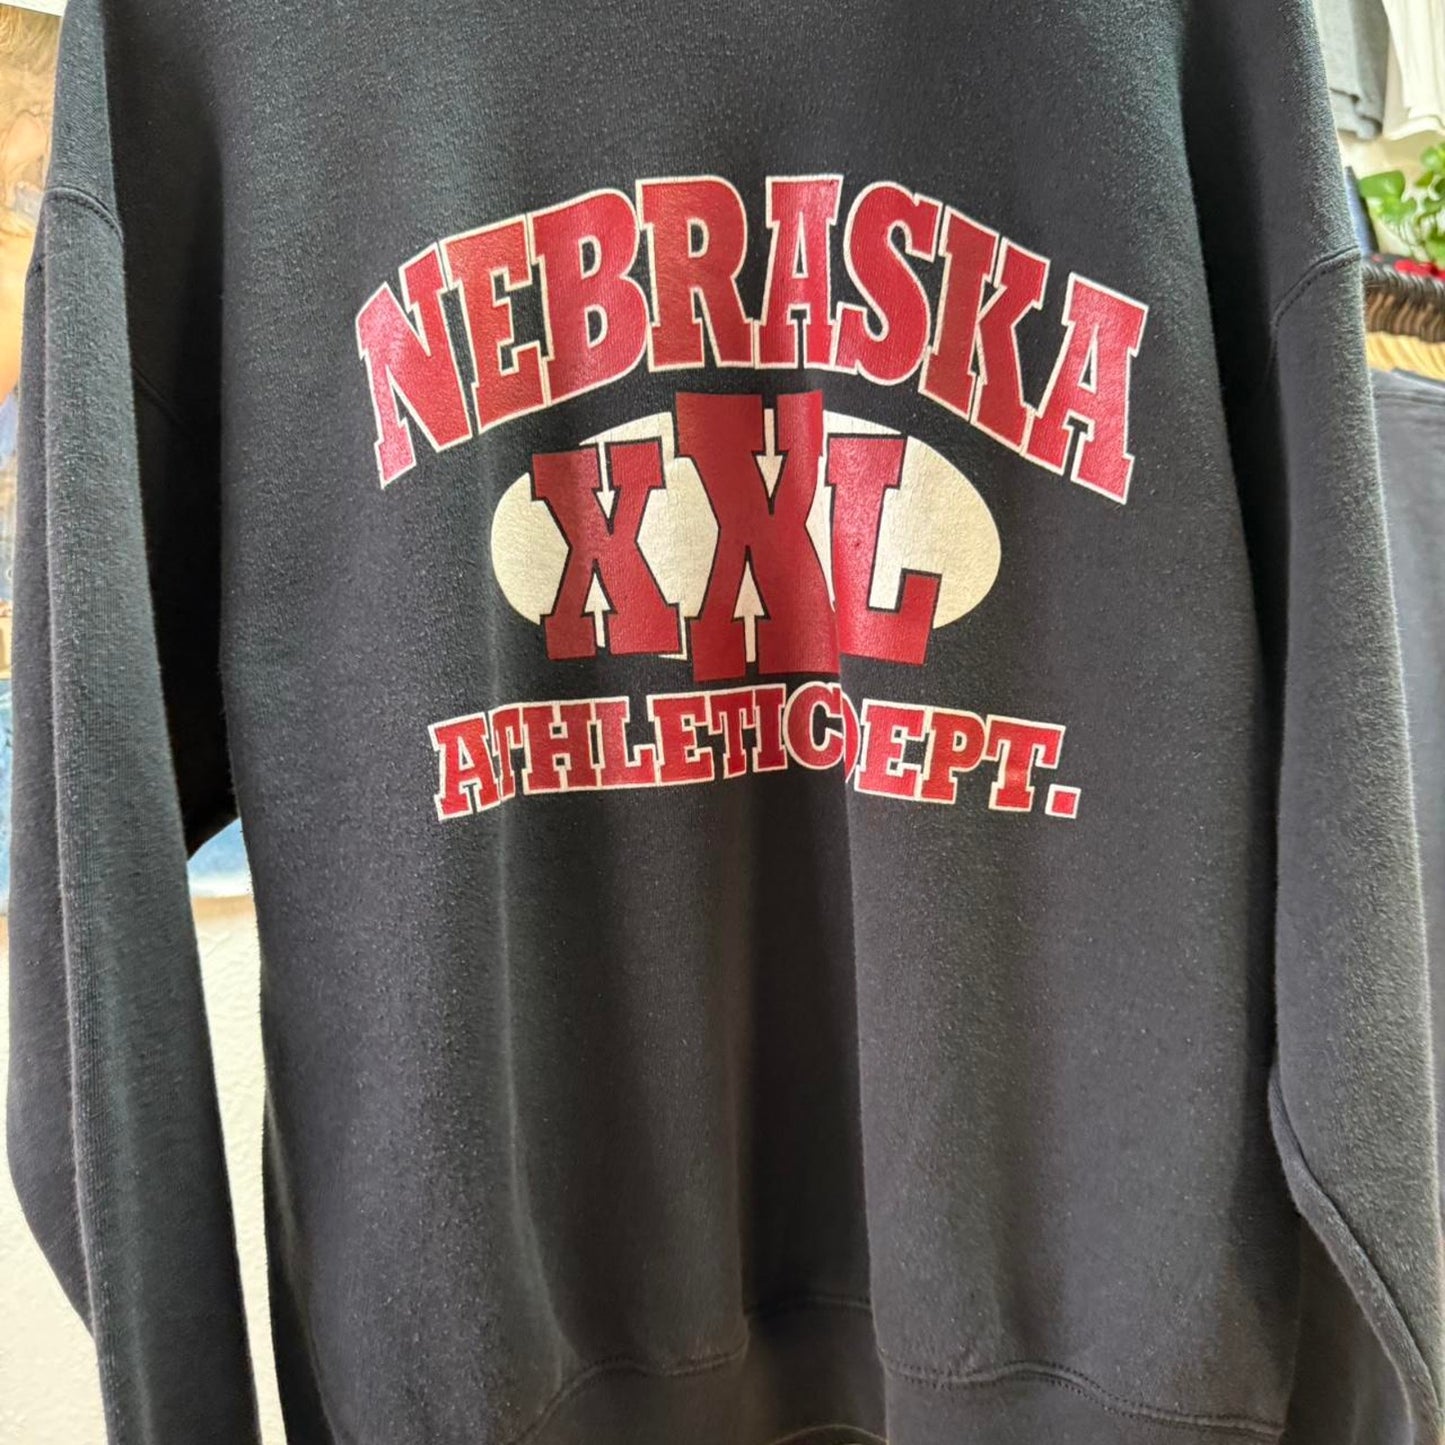 NEBRASKA
XXL
ATHLETIC DEPT.